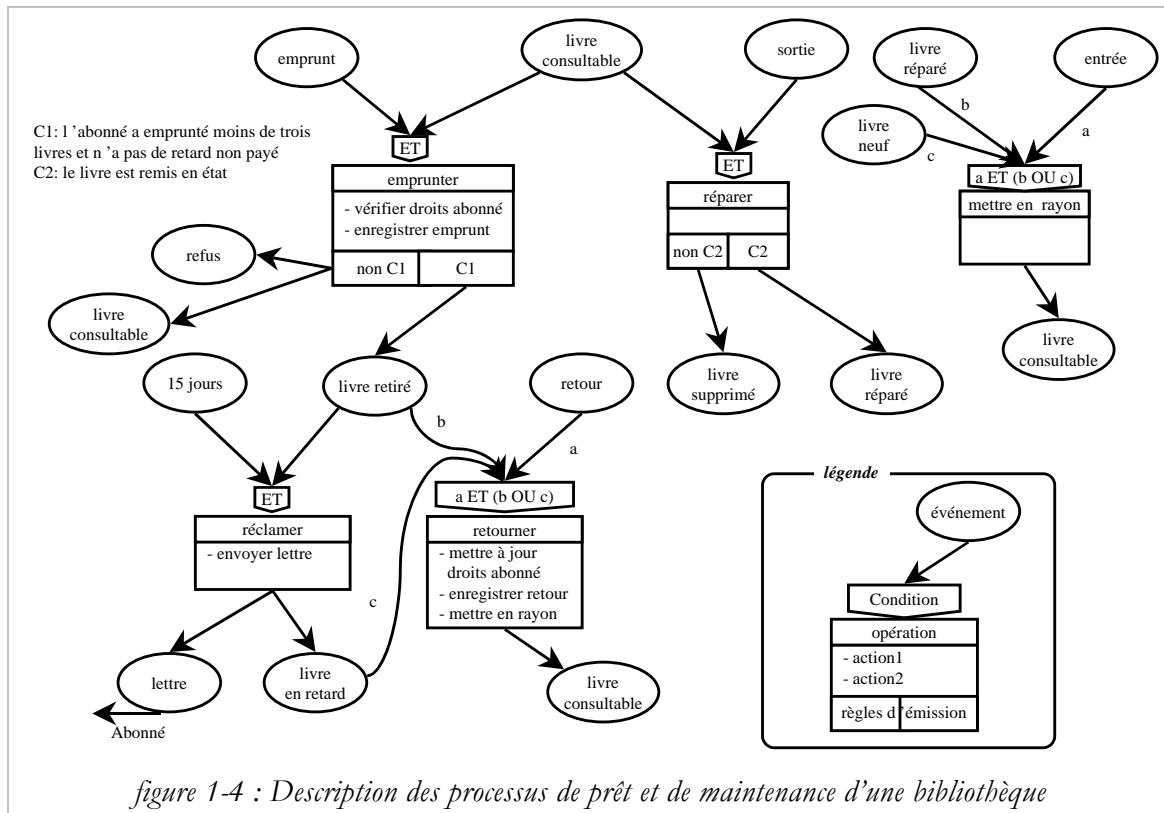 emprunt
livre
consultable
sortie
livre
réparé
entrée
C1: l 'abonné a emprunté moins de trois
livres et n 'a pas de retard non payé
C2: le livre est remis en état
livre
neuf
b
a
c
ET
ET
a ET (b OU c)
emprunter
- vérifier droits abonné
- enregistrer emprunt
non C1
C1
réparer
non C2
C2
mettre en rayon
refus
livre
consultable
livre
consultable
15 jours
livre retiré
retour
livre
supprimé
livre
réparé
b
a
ET
a ET (b OU c)
réclamer
- envoyer lettre
retourner
- mettre à jour
droits abonné
- enregistrer retour
- mettre en rayon
c
lettre
livre
en retard
livre
consultable
Abonné
légende
événement
Condition
opération
- action1
- action2
règles d 'émission
figure 1-4 : Description des processus de prêt et de maintenance d'une bibliothèque